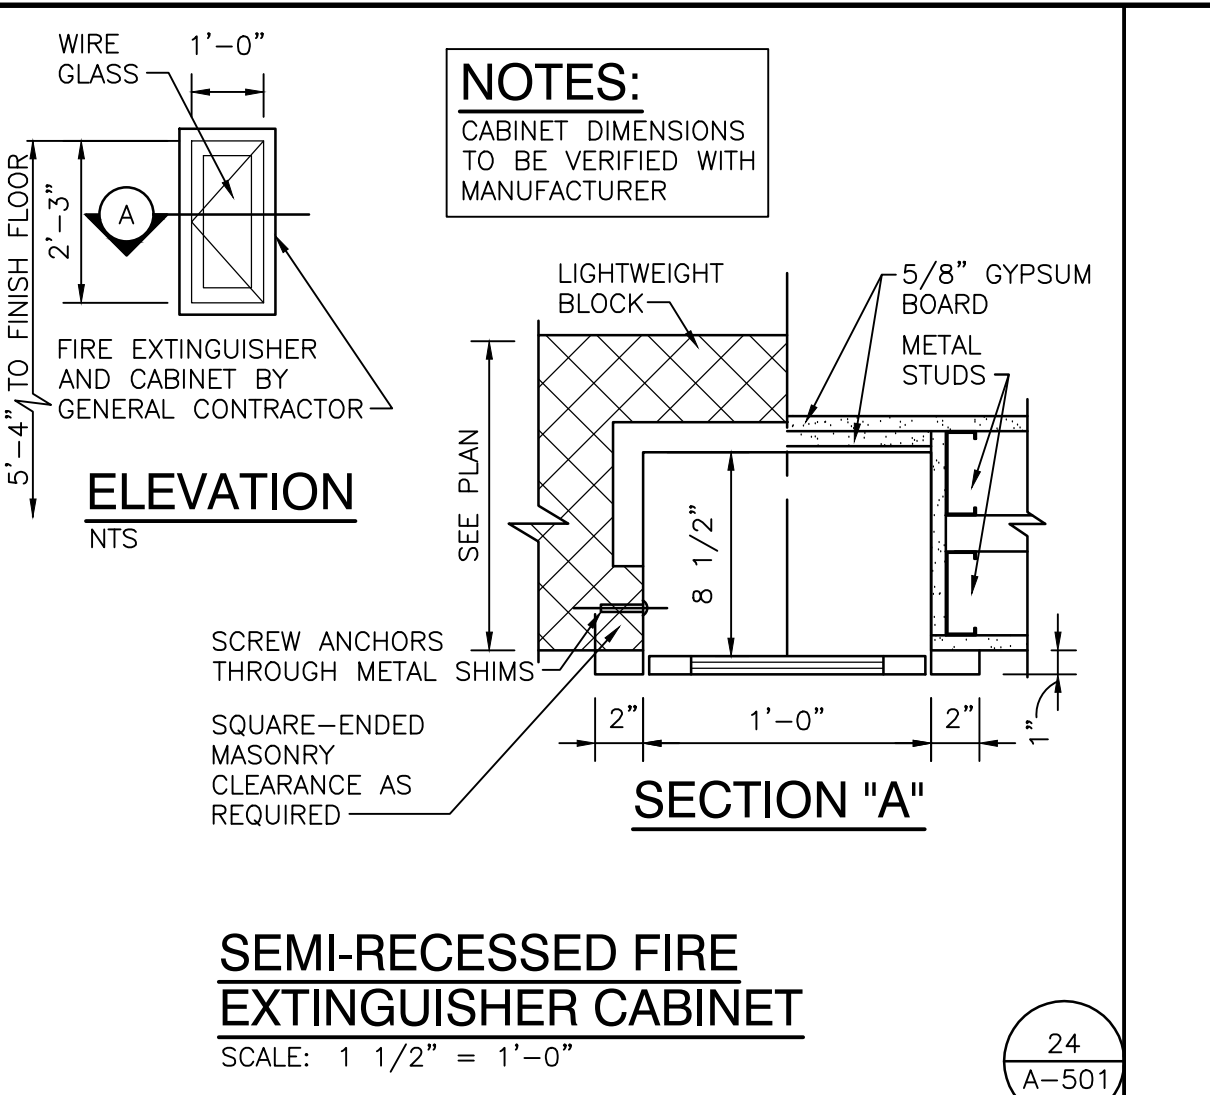 WIRE
GLASS
1'-0"
NOTES:
CABINET DIMENSIONS
TO BE VERIFIED WITH
MANUFACTURER
5'-4" TO FINISH FLOOR
2'-3"
A
FIRE EXTINGUISHER
AND CABINET BY
GENERAL CONTRACTOR
ELEVATION
NTS
LIGHTWEIGHT
BLOCK
5/8" GYPSUM
BOARD
METAL
STUDS
SEE PLAN
8 1/2"
SCREW ANCHORS
THROUGH METAL SHIMS
SQUARE-ENDED
MASONRY
CLEARANCE AS
REQUIRED
2"
1'-0"
2"
1"
SECTION "A"
SEMI-RECESSED FIRE
EXTINGUISHER CABINET
SCALE: 1 1/2" = 1'-0"
24
A-501